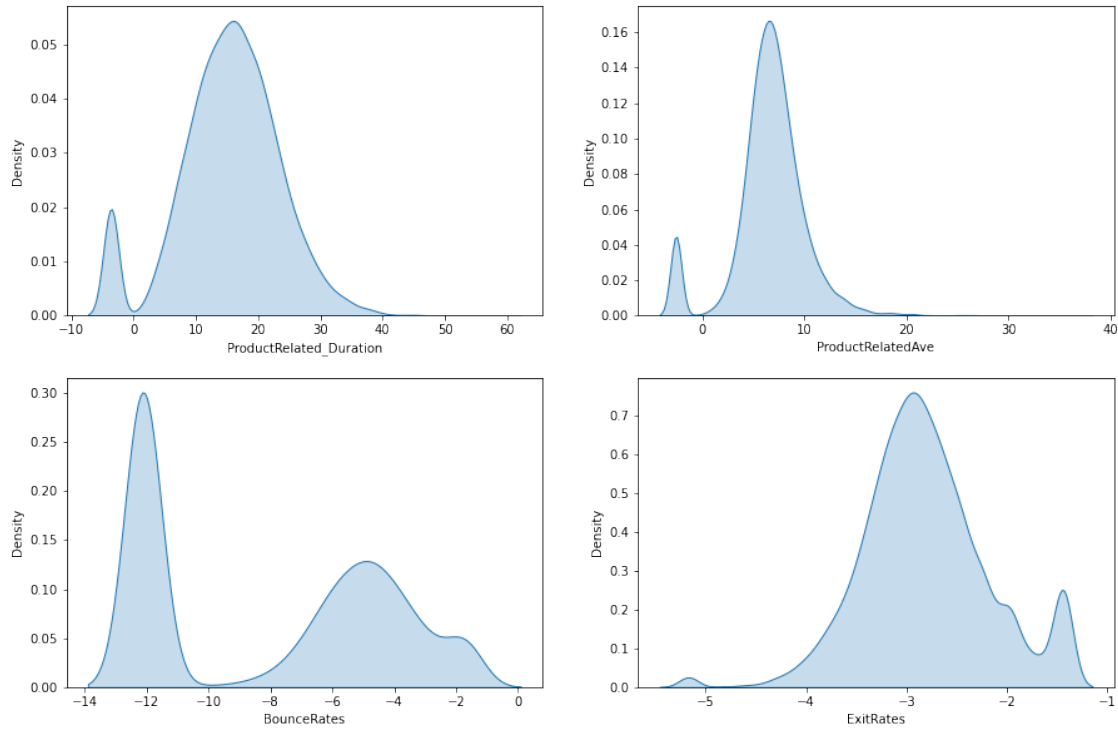 Density
0.05
0.04
0.03
0.02
0.01
0.00
−10 0 10 20 30 40 50 60
ProductRelated_Duration
Density
0.16
0.14
0.12
0.10
0.08
0.06
0.04
0.02
0.00
0 10 20 30 40
ProductRelatedAve
Density
0.30
0.25
0.20
0.15
0.10
0.05
0.00
−14 −12 −10 −8 −6 −4 −2 0
BounceRates
Density
0.7
0.6
0.5
0.4
0.3
0.2
0.1
0.0
−5 −4 −3 −2 −1
ExitRates